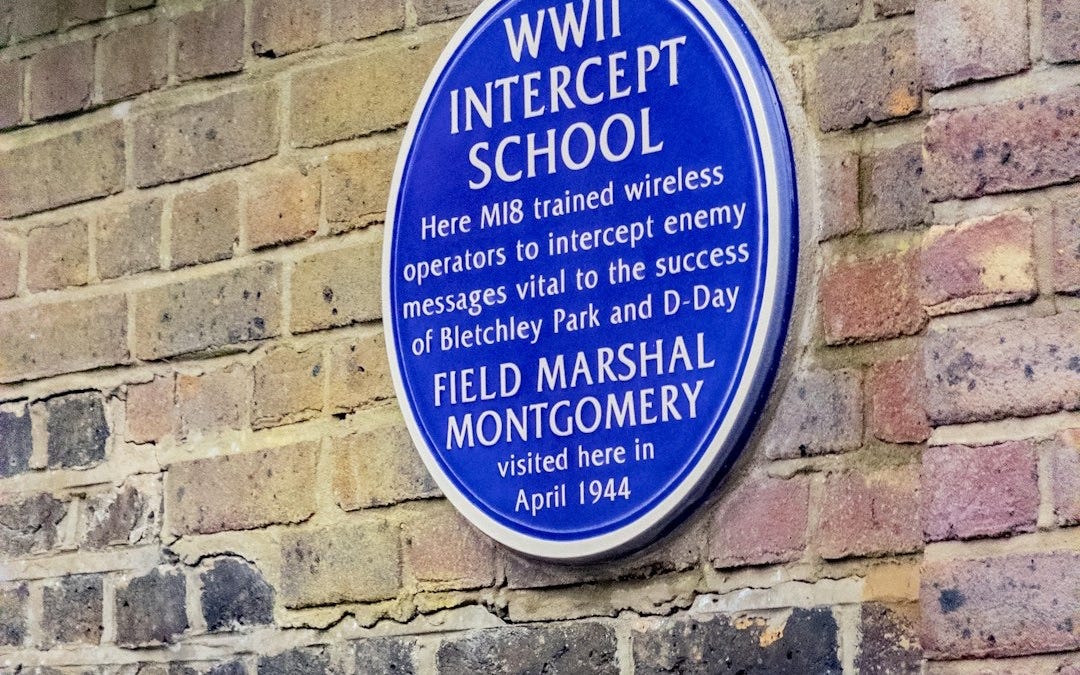 WWII
INTERCEPT
SCHOOL
Here MI8 trained wireless
operators to intercept enemy
messages vital to the success
of Bletchley Park and D-Day
FIELD MARSHAL
MONTGOMERY
visited here in
April 1944